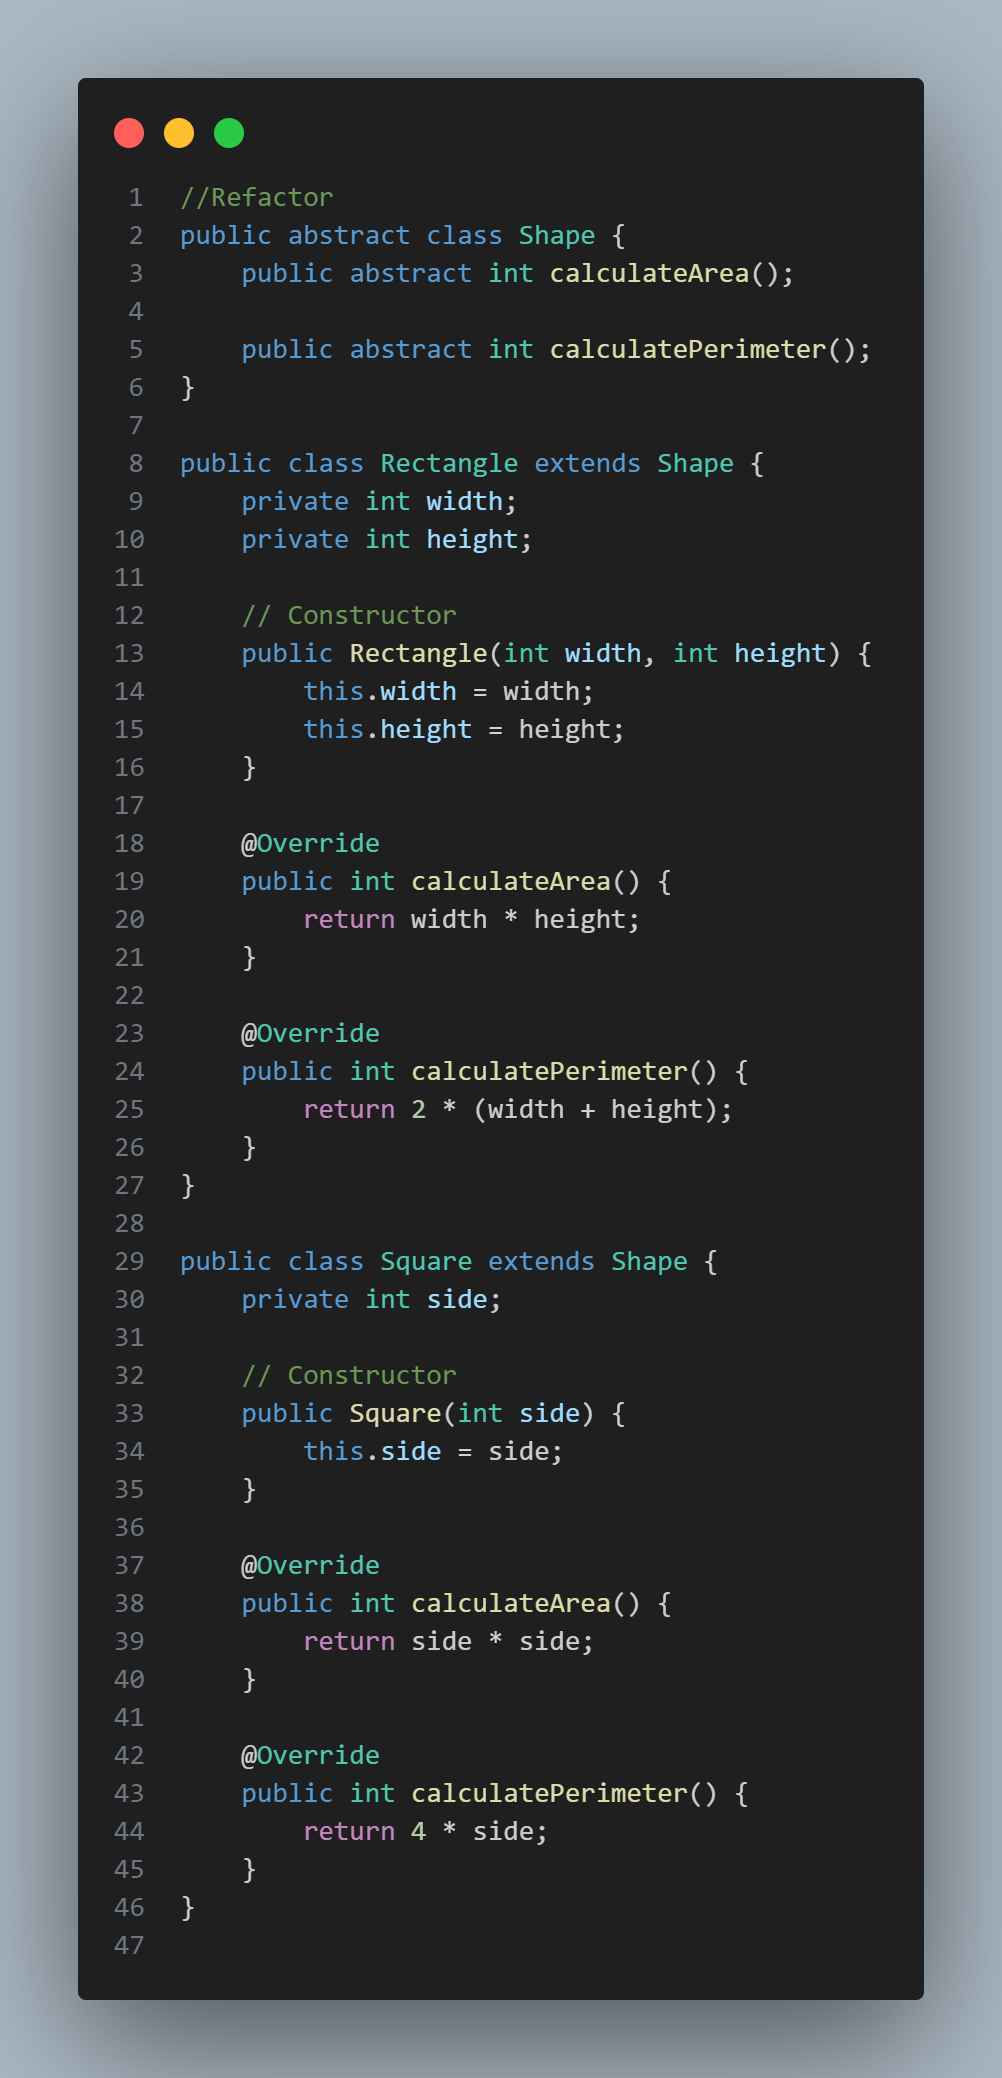 1 //Refactor
2 public abstract class Shape {
3     public abstract int calculateArea();
4
5     public abstract int calculatePerimeter();
6 }
7
8 public class Rectangle extends Shape {
9     private int width;
10     private int height;
11
12     // Constructor
13     public Rectangle(int width, int height) {
14         this.width = width;
15         this.height = height;
16     }
17
18     @Override
19     public int calculateArea() {
20         return width * height;
21     }
22
23     @Override
24     public int calculatePerimeter() {
25         return 2 * (width + height);
26     }
27 }
28
29 public class Square extends Shape {
30     private int side;
31
32     // Constructor
33     public Square(int side) {
34         this.side = side;
35     }
36
37     @Override
38     public int calculateArea() {
39         return side * side;
40     }
41
42     @Override
43     public int calculatePerimeter() {
44         return 4 * side;
45     }
46 }
47